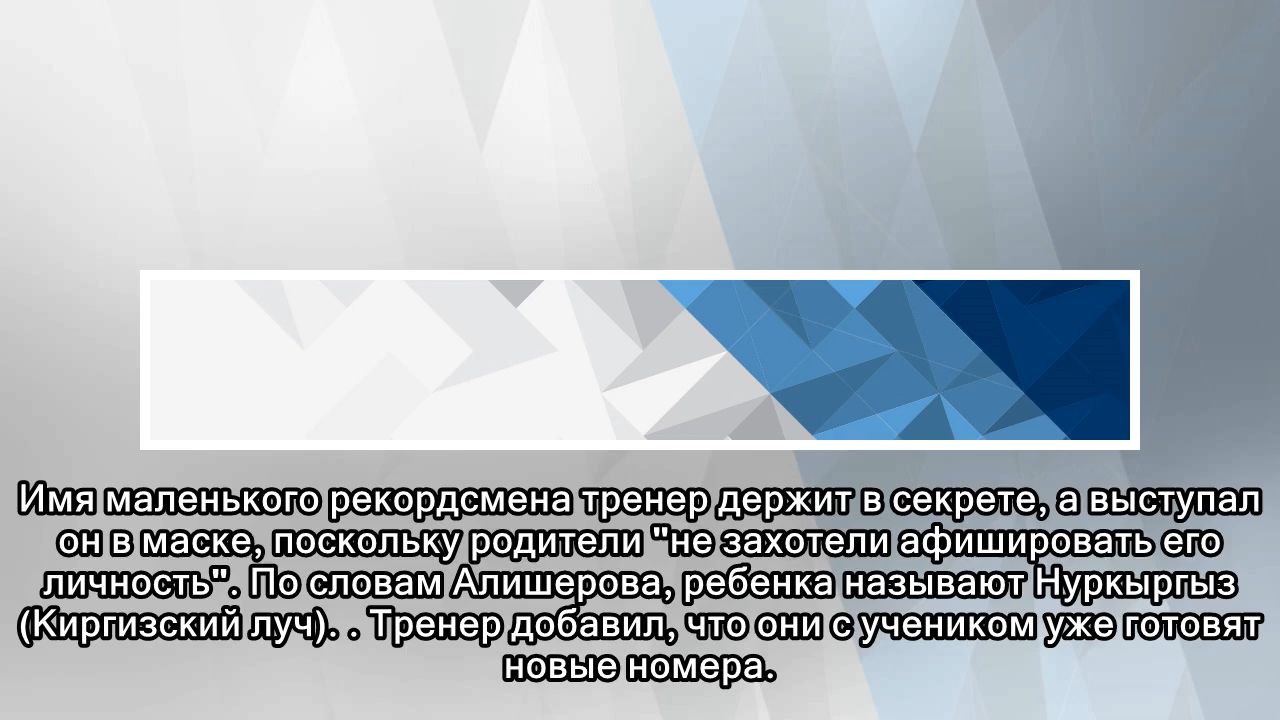 Имя маленького рекордсмена тренер держит в секрете, а выступал
он в маске, поскольку родители "не захотели афишировать его
личность". По словам Алишерова, ребенка называют Нуркыргыз
(Киргизский луч). . Тренер добавил, что они с учеником уже готовят
новые номера.